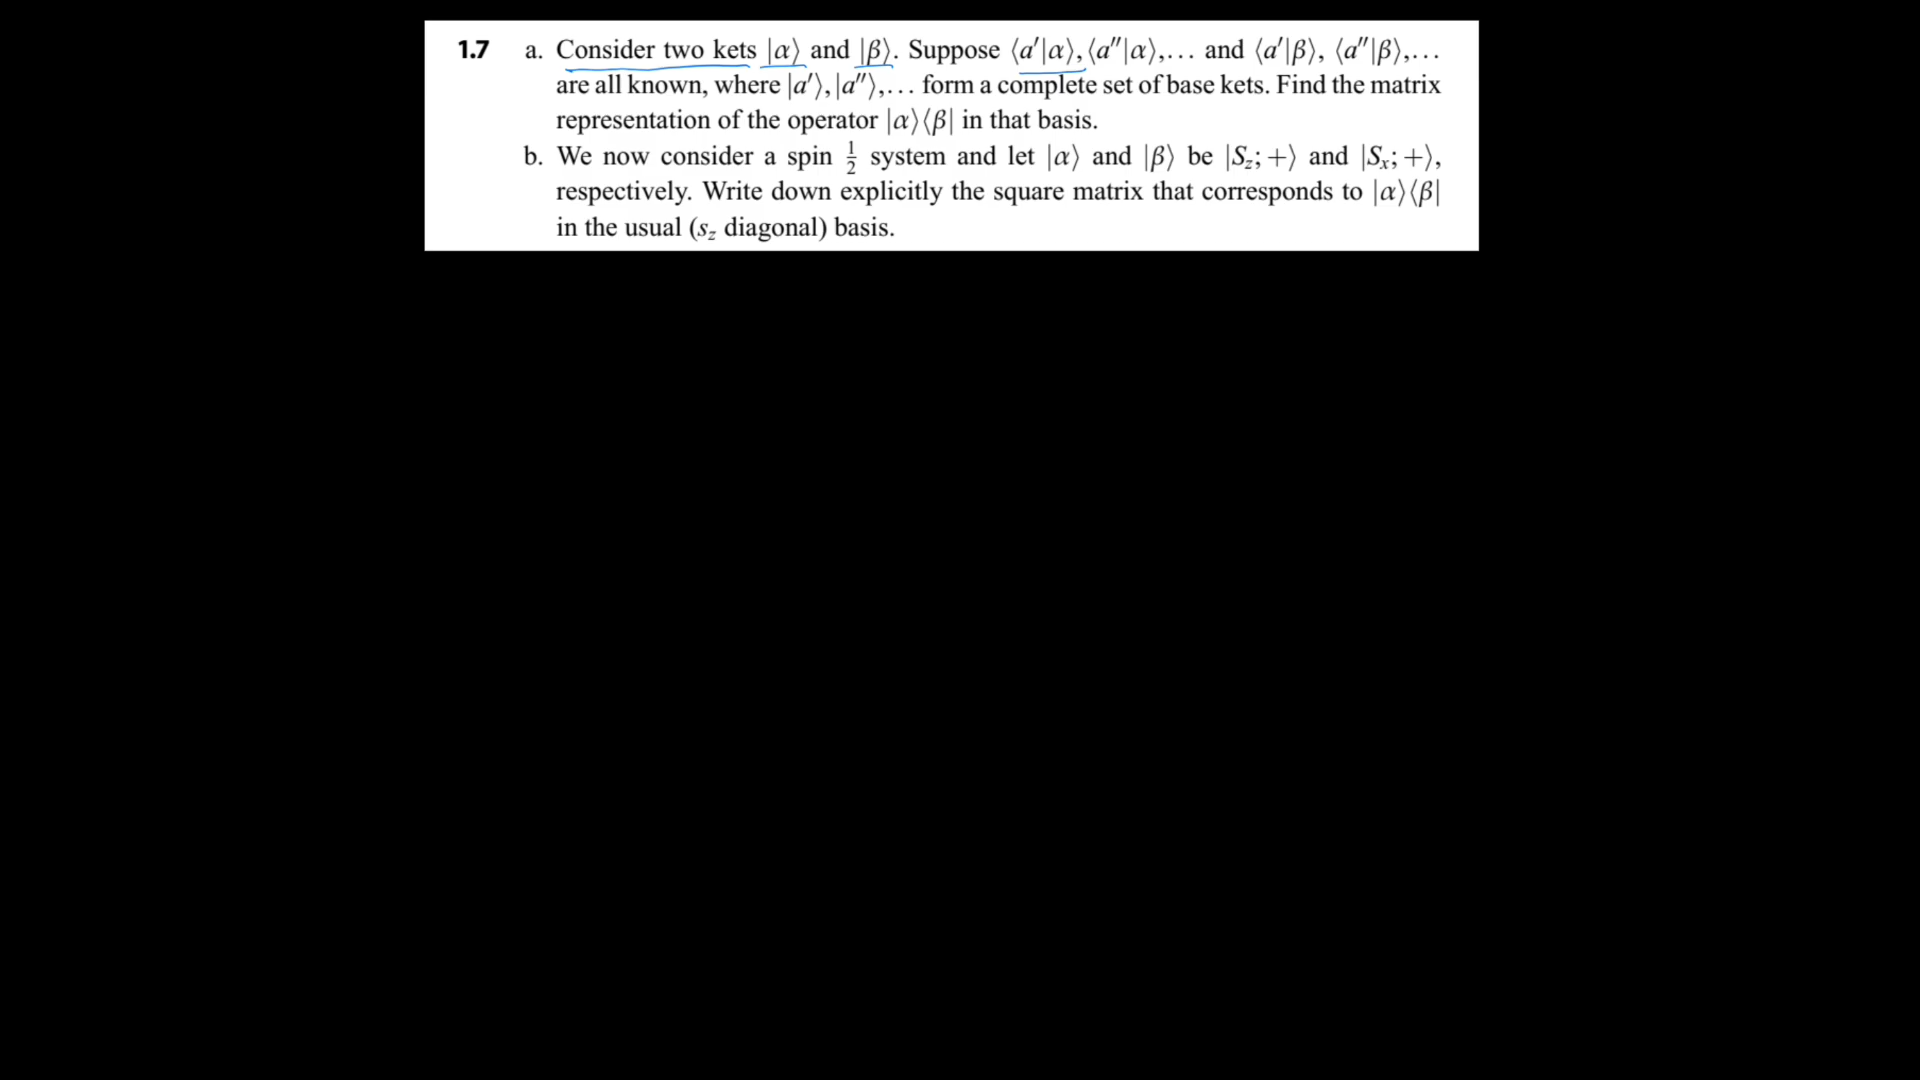 1.7 a. Consider two kets |α⟩ and |β⟩. Suppose ⟨a′|α⟩, ⟨a″|α⟩,... and ⟨a′|β⟩, ⟨a″|β⟩,...
are all known, where |a′⟩, |a″⟩,... form a complete set of base kets. Find the matrix
representation of the operator |α⟩⟨β| in that basis.
b. We now consider a spin 1/2 system and let |α⟩ and |β⟩ be |S_z; +⟩ and |S_x; +⟩,
respectively. Write down explicitly the square matrix that corresponds to |α⟩⟨β|
in the usual (s_z diagonal) basis.